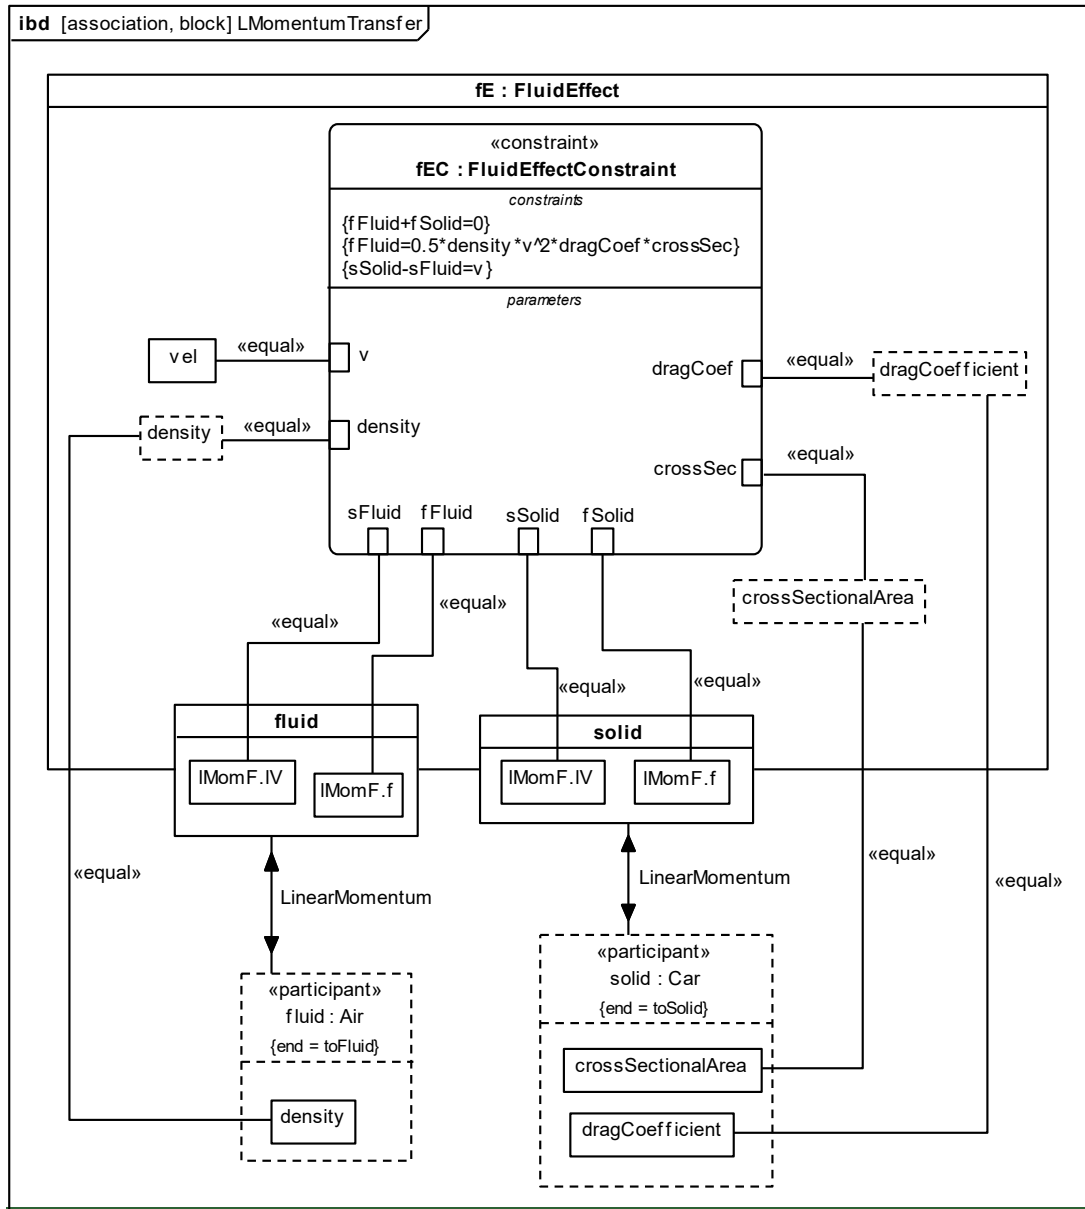 ibd [association, block] LMomentumTransfer
fE : FluidEffect
«constraint»
fEC : FluidEffectConstraint
constraints
{fFluid+fSolid=0}
{fFluid=0.5*density*v^2*dragCoef*crossSec}
{sSolid-sFluid=v}
parameters
vel
«equal»
v
dragCoef
«equal»
dragCoefficient
density
«equal»
density
crossSec
«equal»
sFluid
fFluid
sSolid
fSolid
crossSectionalArea
«equal»
«equal»
«equal»
«equal»
fluid
solid
lMomF.lV
lMomF.f
lMomF.lV
lMomF.f
«equal»
«equal»
«equal»
LinearMomentum
LinearMomentum
«participant»
fluid : Air
{end = toFluid}
density
«participant»
solid : Car
{end = toSolid}
crossSectionalArea
dragCoefficient